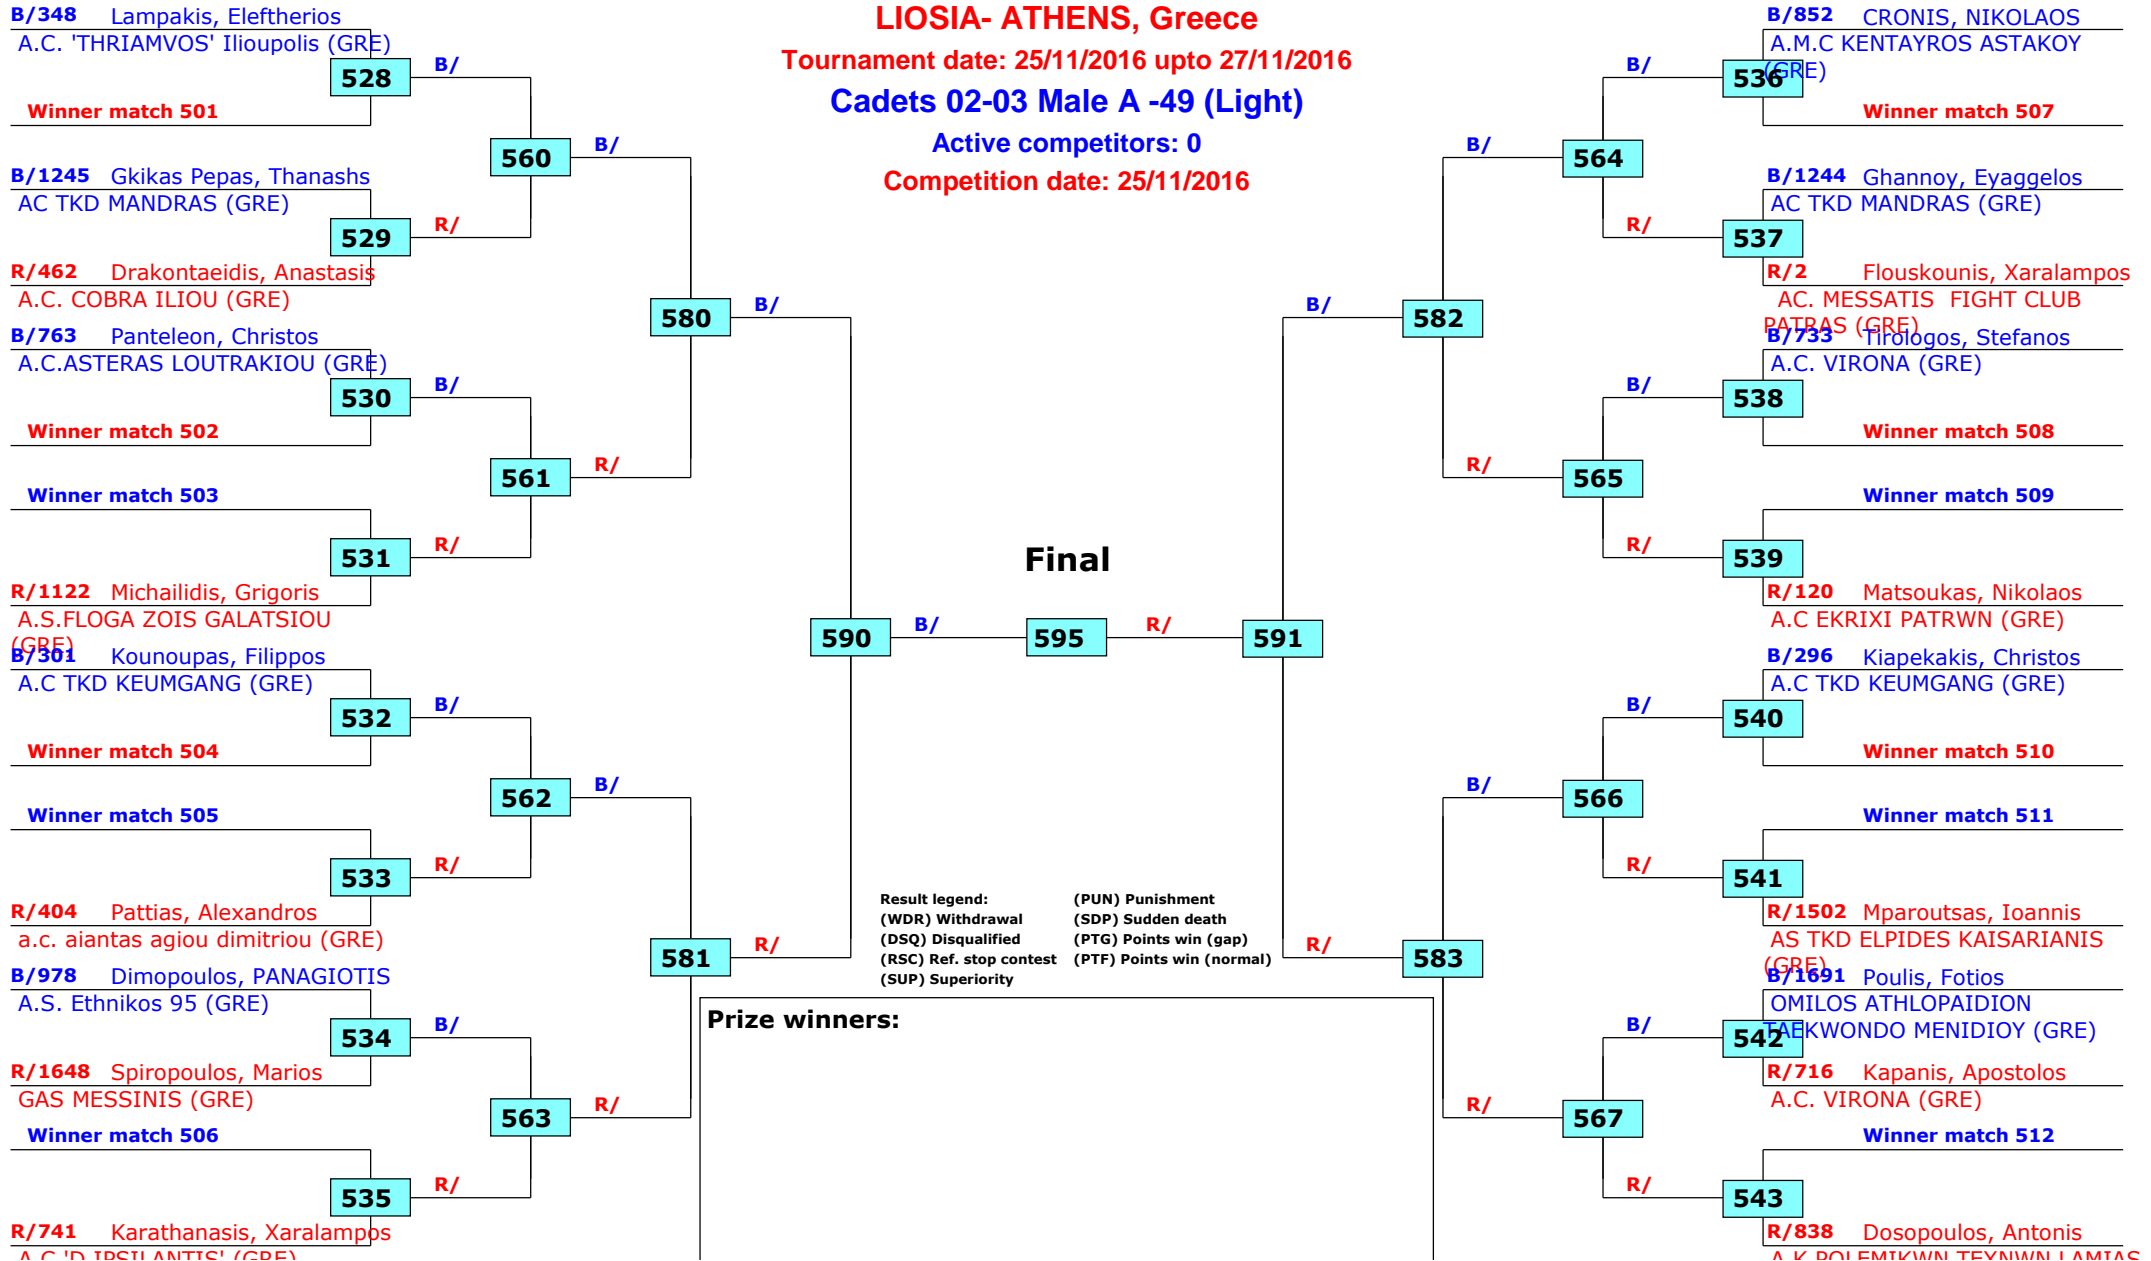 LIOSIA- ATHENS, Greece
Tournament date: 25/11/2016 upto 27/11/2016
Cadets 02-03 Male A -49 (Light)
Active competitors: 0
Competition date: 25/11/2016
B/348 Lampakis, Eleftherios
A.C. 'THRIAMVOS' Ilioupolis (GRE)
528
B/
Winner match 501
560
B/
B/1245 Gkikas Pepas, Thanashs
AC TKD MANDRAS (GRE)
529
R/
R/462 Drakontaeidis, Anastasis
A.C. COBRA ILIOU (GRE)
580
B/
B/763 Panteleon, Christos
A.C.ASTERAS LOUTRAKIOU (GRE)
530
B/
Winner match 502
561
R/
Winner match 503
531
R/
R/1122 Michailidis, Grigoris
A.S.FLOGA ZOIS GALATSIOU
(GRE)
590
B/
B/301 Kounoupas, Filippos
A.C TKD KEUMGANG (GRE)
532
B/
Winner match 504
562
B/
Winner match 505
533
R/
R/404 Pattias, Alexandros
a.c. aiantas agiou dimitriou (GRE)
581
R/
B/978 Dimopoulos, PANAGIOTIS
A.S. Ethnikos 95 (GRE)
534
B/
R/1648 Spiropoulos, Marios
GAS MESSINIS (GRE)
563
R/
Winner match 506
535
R/
R/741 Karathanasis, Xaralampos
A.C.'D.IPSILANTIS' (GRE)
Final
595
R/
591
B/852 CRONIS, NIKOLAOS
A.M.C KENTAYROS ASTAKOY
(GRE)
536
B/
Winner match 507
564
B/
B/1244 Ghannoy, Eyaggelos
AC TKD MANDRAS (GRE)
537
R/
R/2 Flouskounis, Xaralampos
AC. MESSATIS FIGHT CLUB
PATRAS (GRE)
582
B/
B/733 Tirologos, Stefanos
A.C. VIRONA (GRE)
538
B/
Winner match 508
565
R/
Winner match 509
539
R/
R/120 Matsoukas, Nikolaos
A.C EKRIXI PATRWN (GRE)
B/296 Kiapekakis, Christos
A.C TKD KEUMGANG (GRE)
540
B/
Winner match 510
566
B/
Winner match 511
541
R/
R/1502 Mparoutsas, Ioannis
AS TKD ELPIDES KAISARIANIS
(GRE)
583
R/
B/1691 Poulis, Fotios
OMILOS ATHLOPAIDION
TAEKWONDO MENIDIOY (GRE)
542
B/
R/716 Kapanis, Apostolos
A.C. VIRONA (GRE)
567
R/
Winner match 512
543
R/
R/838 Dosopoulos, Antonis
A.K.POLEMIKWN TEXNWN LAMIAS
Result legend:
(WDR) Withdrawal
(DSQ) Disqualified
(RSC) Ref. stop contest
(SUP) Superiority
(PUN) Punishment
(SDP) Sudden death
(PTG) Points win (gap)
(PTF) Points win (normal)
Prize winners: